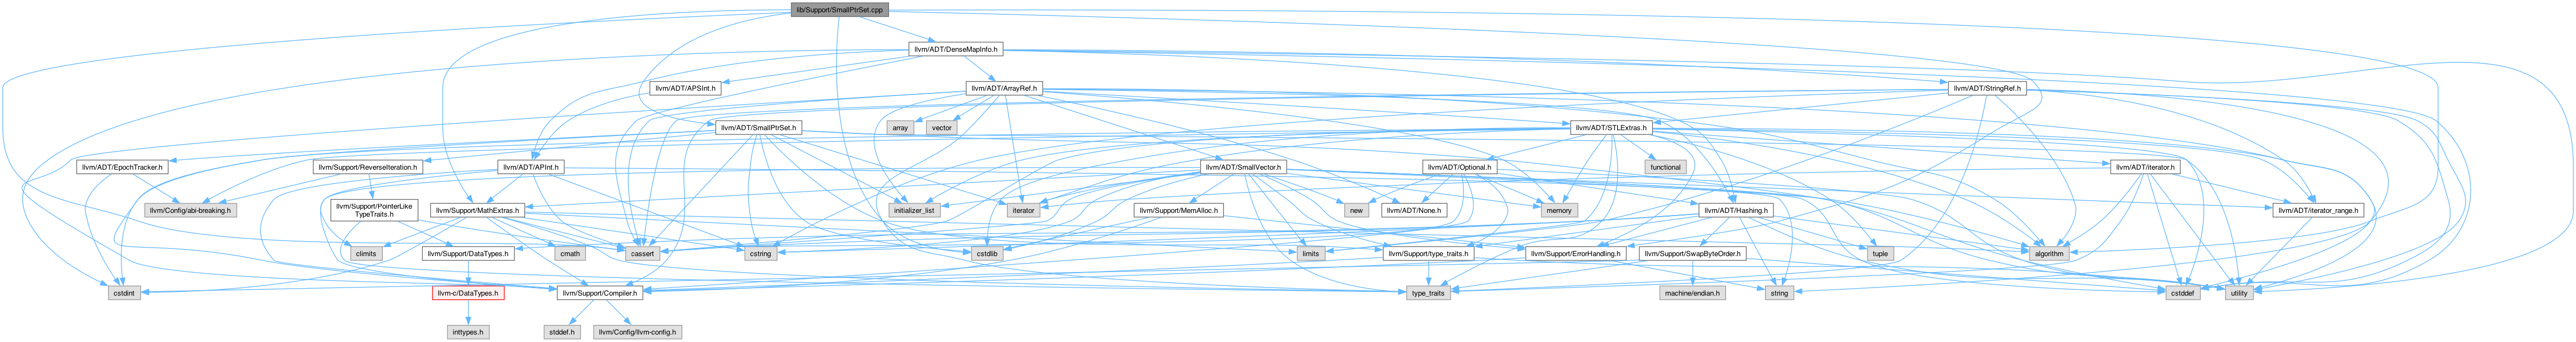 lib/Support/SmallPtrSet.cpp
llvm/ADT/DenseMapInfo.h
llvm/ADT/APSInt.h
llvm/ADT/ArrayRef.h
llvm/ADT/StringRef.h
array
vector
llvm/ADT/SmallPtrSet.h
llvm/ADT/STLExtras.h
llvm/ADT/EpochTracker.h
llvm/Support/ReverseIteration.h
llvm/ADT/APInt.h
llvm/ADT/SmallVector.h
llvm/ADT/Optional.h
functional
llvm/ADT/iterator.h
llvm/Config/abi-breaking.h
llvm/Support/PointerLike
TypeTraits.h
llvm/Support/MathExtras.h
initializer_list
iterator
llvm/Support/MemAlloc.h
new
llvm/ADT/None.h
memory
llvm/ADT/Hashing.h
llvm/ADT/iterator_range.h
climits
llvm/Support/DataTypes.h
cmath
cassert
cstring
cstdlib
limits
llvm/Support/type_traits.h
llvm/Support/ErrorHandling.h
llvm/Support/SwapByteOrder.h
tuple
algorithm
cstdint
llvm-c/DataTypes.h
llvm/Support/Compiler.h
type_traits
machine/endian.h
string
cstddef
utility
inttypes.h
stddef.h
llvm/Config/llvm-config.h